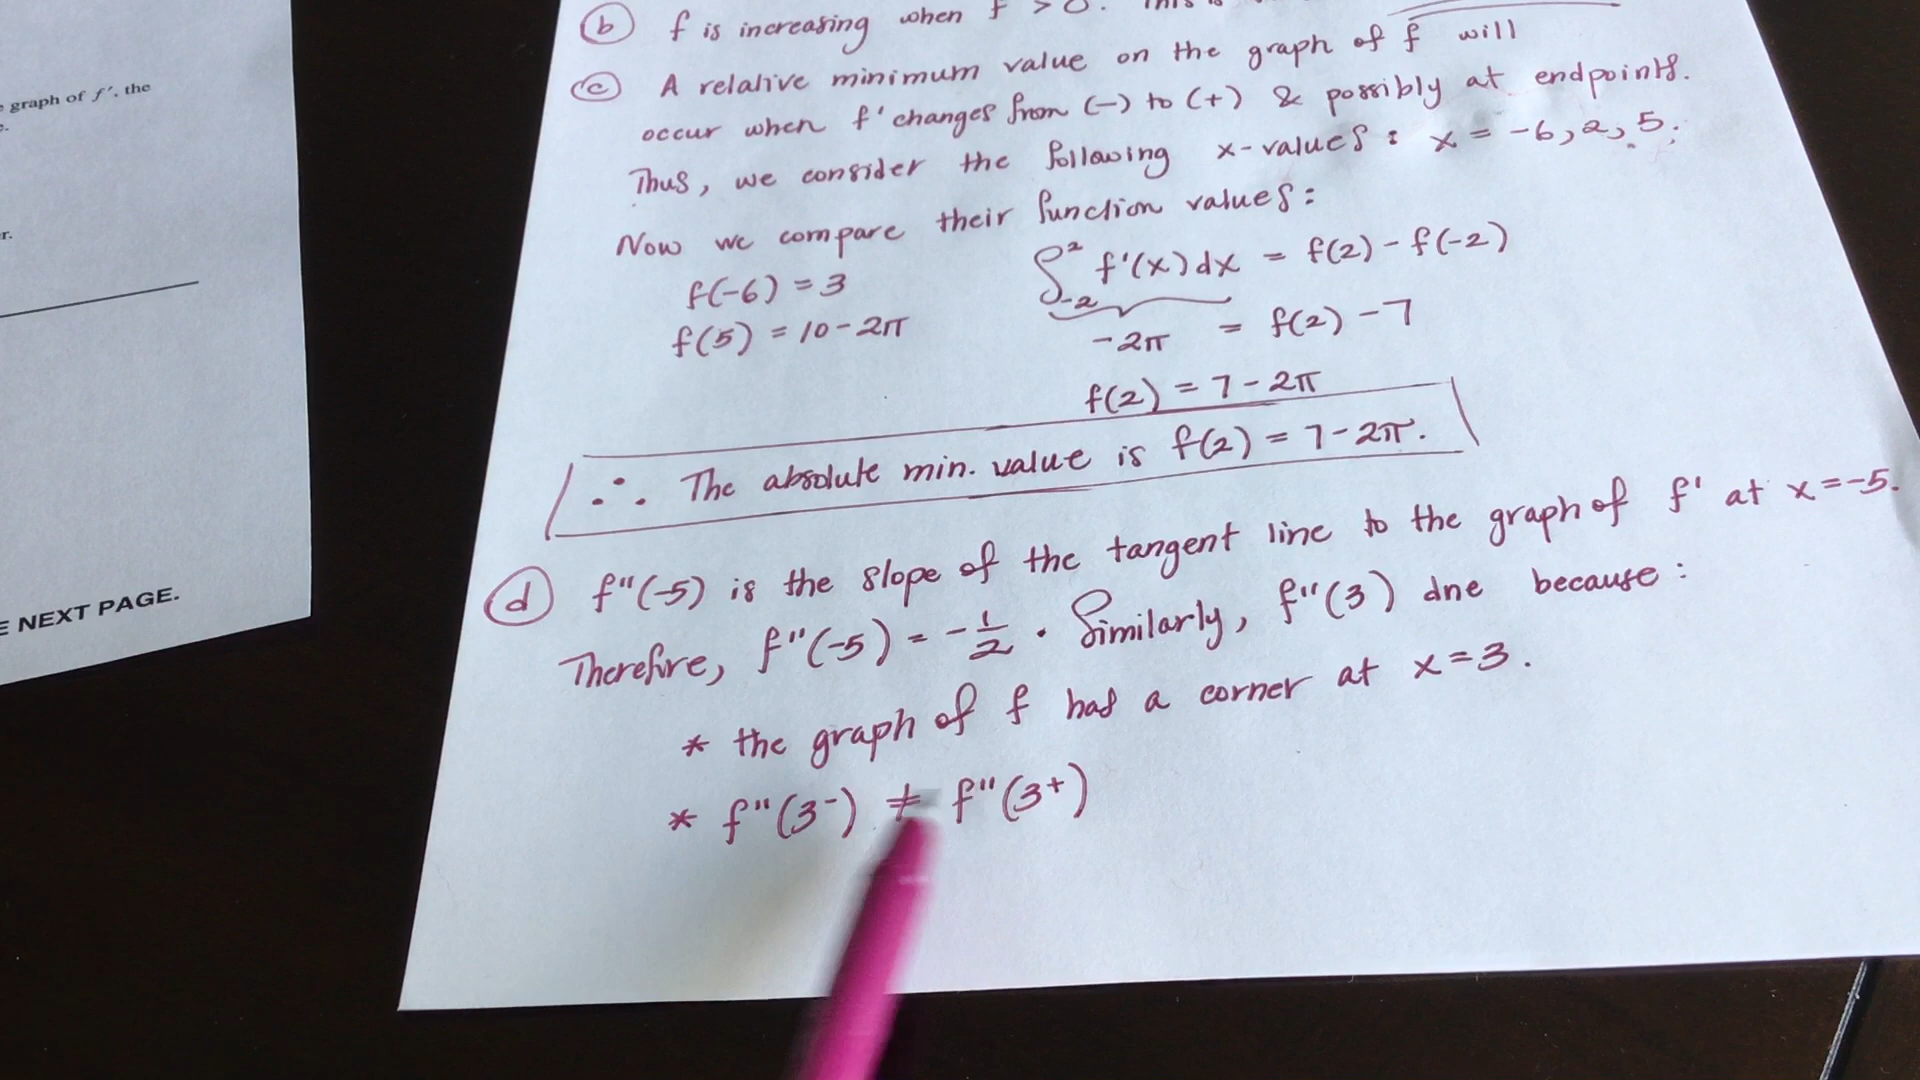 graph of f', the
r.
E NEXT PAGE.
b f is increasing when f > 0.
c A relative minimum value on the graph of f will
occur when f' changes from (-) to (+) & possibly at endpoints.
Thus, we consider the following x-values: x = -6, 2, 5.
Now we compare their function values:
f(-6) = 3
f(5) = 10 - 2π
∫_{-2}^{2} f'(x)dx = f(2) - f(-2)
-2π = f(2) - 7
f(2) = 7 - 2π
∴ The absolute min. value is f(2) = 7 - 2π.
d f''(-5) is the slope of the tangent line to the graph of f' at x = -5.
Therefore, f''(-5) = -1/2. Similarly, f''(3) dne because:
* the graph of f has a corner at x = 3.
* f''(3⁻) ≠ f''(3⁺)